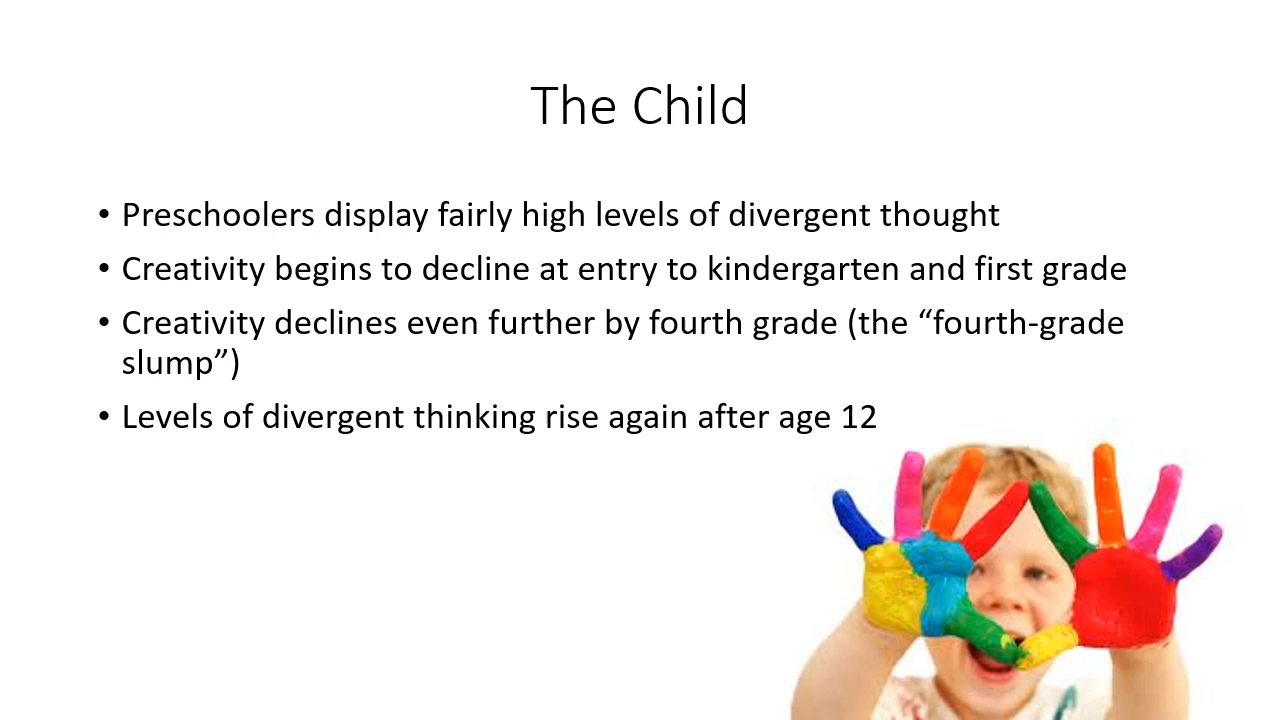 The Child
• Preschoolers display fairly high levels of divergent thought
• Creativity begins to decline at entry to kindergarten and first grade
• Creativity declines even further by fourth grade (the “fourth-grade
slump”)
• Levels of divergent thinking rise again after age 12